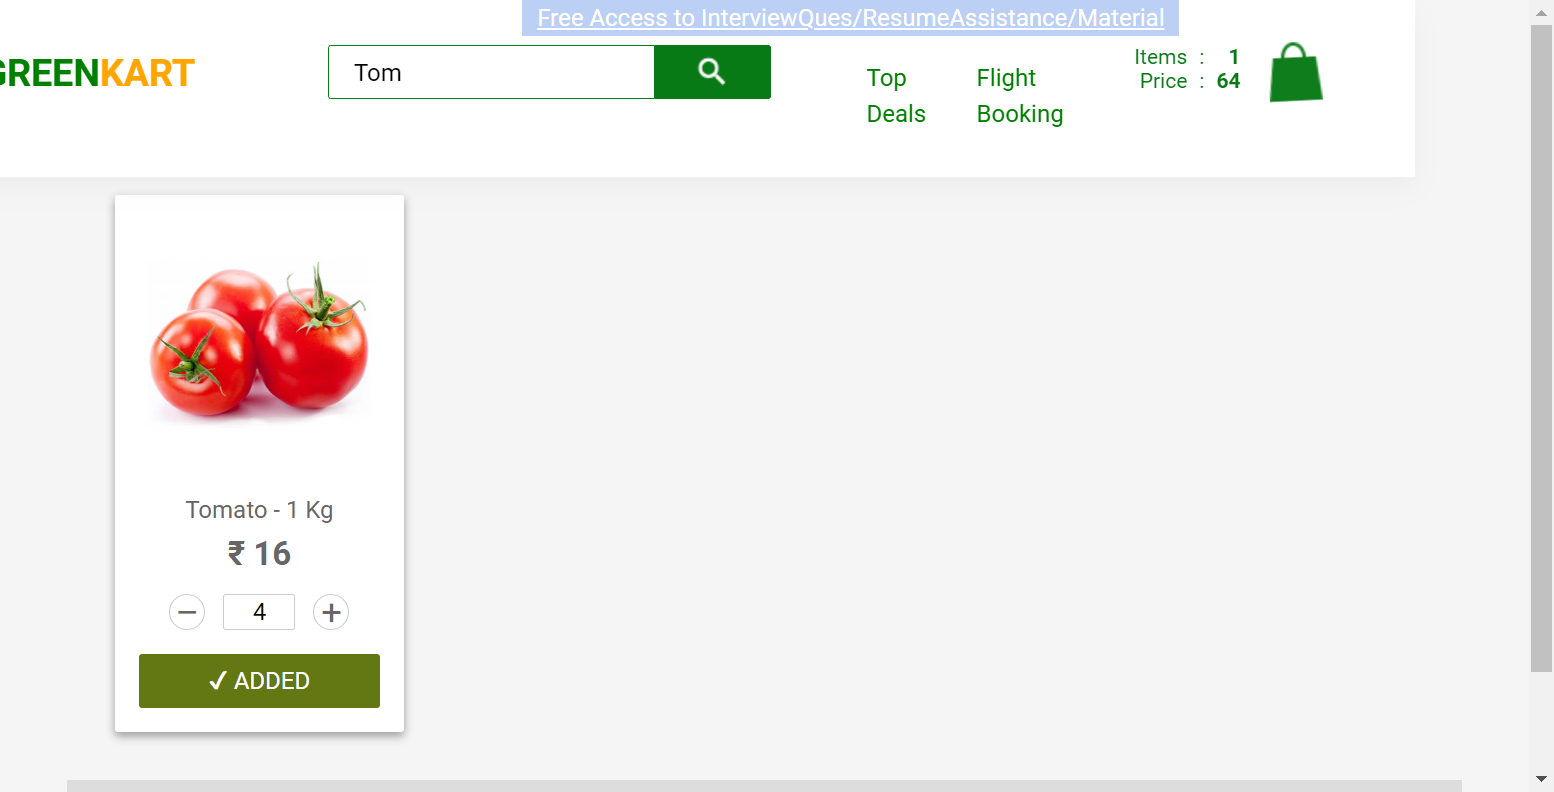 Free Access to InterviewQues/ResumeAssistance/Material
GREENKART
Tom
Top
Deals
Flight
Booking
Items : 1
Price : 64
Tomato - 1 Kg
₹ 16
− 4 +
✓ ADDED